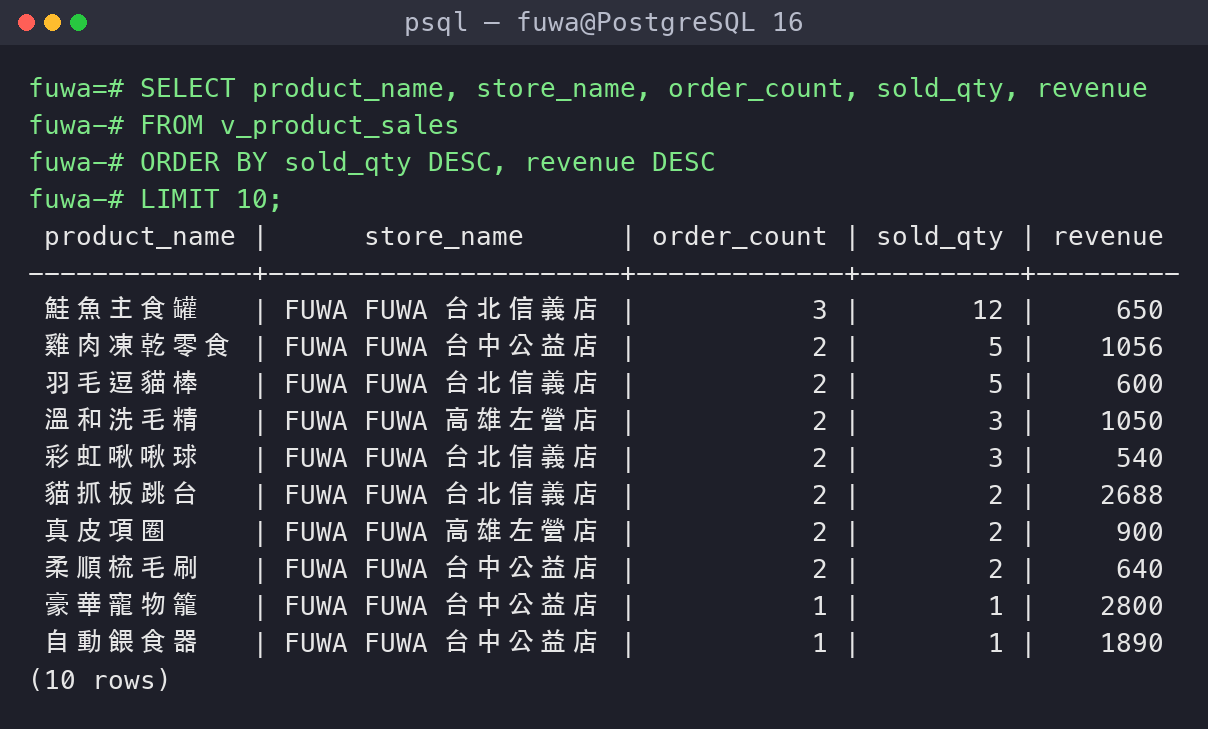 psql — fuwa@PostgreSQL 16
fuwa=# SELECT product_name, store_name, order_count, sold_qty, revenue
fuwa-# FROM v_product_sales
fuwa-# ORDER BY sold_qty DESC, revenue DESC
fuwa-# LIMIT 10;
 product_name |      store_name      | order_count | sold_qty | revenue
--------------+----------------------+-------------+----------+---------
 鮭魚主食罐   | FUWA FUWA 台北信義店 |           3 |       12 |     650
 雞肉凍乾零食 | FUWA FUWA 台中公益店 |           2 |        5 |    1056
 羽毛逗貓棒   | FUWA FUWA 台北信義店 |           2 |        5 |     600
 溫和洗毛精   | FUWA FUWA 高雄左營店 |           2 |        3 |    1050
 彩虹啾啾球   | FUWA FUWA 台北信義店 |           2 |        3 |     540
 貓抓板跳台   | FUWA FUWA 台北信義店 |           2 |        2 |    2688
 真皮項圈     | FUWA FUWA 高雄左營店 |           2 |        2 |     900
 柔順梳毛刷   | FUWA FUWA 台中公益店 |           2 |        2 |     640
 豪華寵物籠   | FUWA FUWA 台中公益店 |           1 |        1 |    2800
 自動餵食器   | FUWA FUWA 台中公益店 |           1 |        1 |    1890
(10 rows)